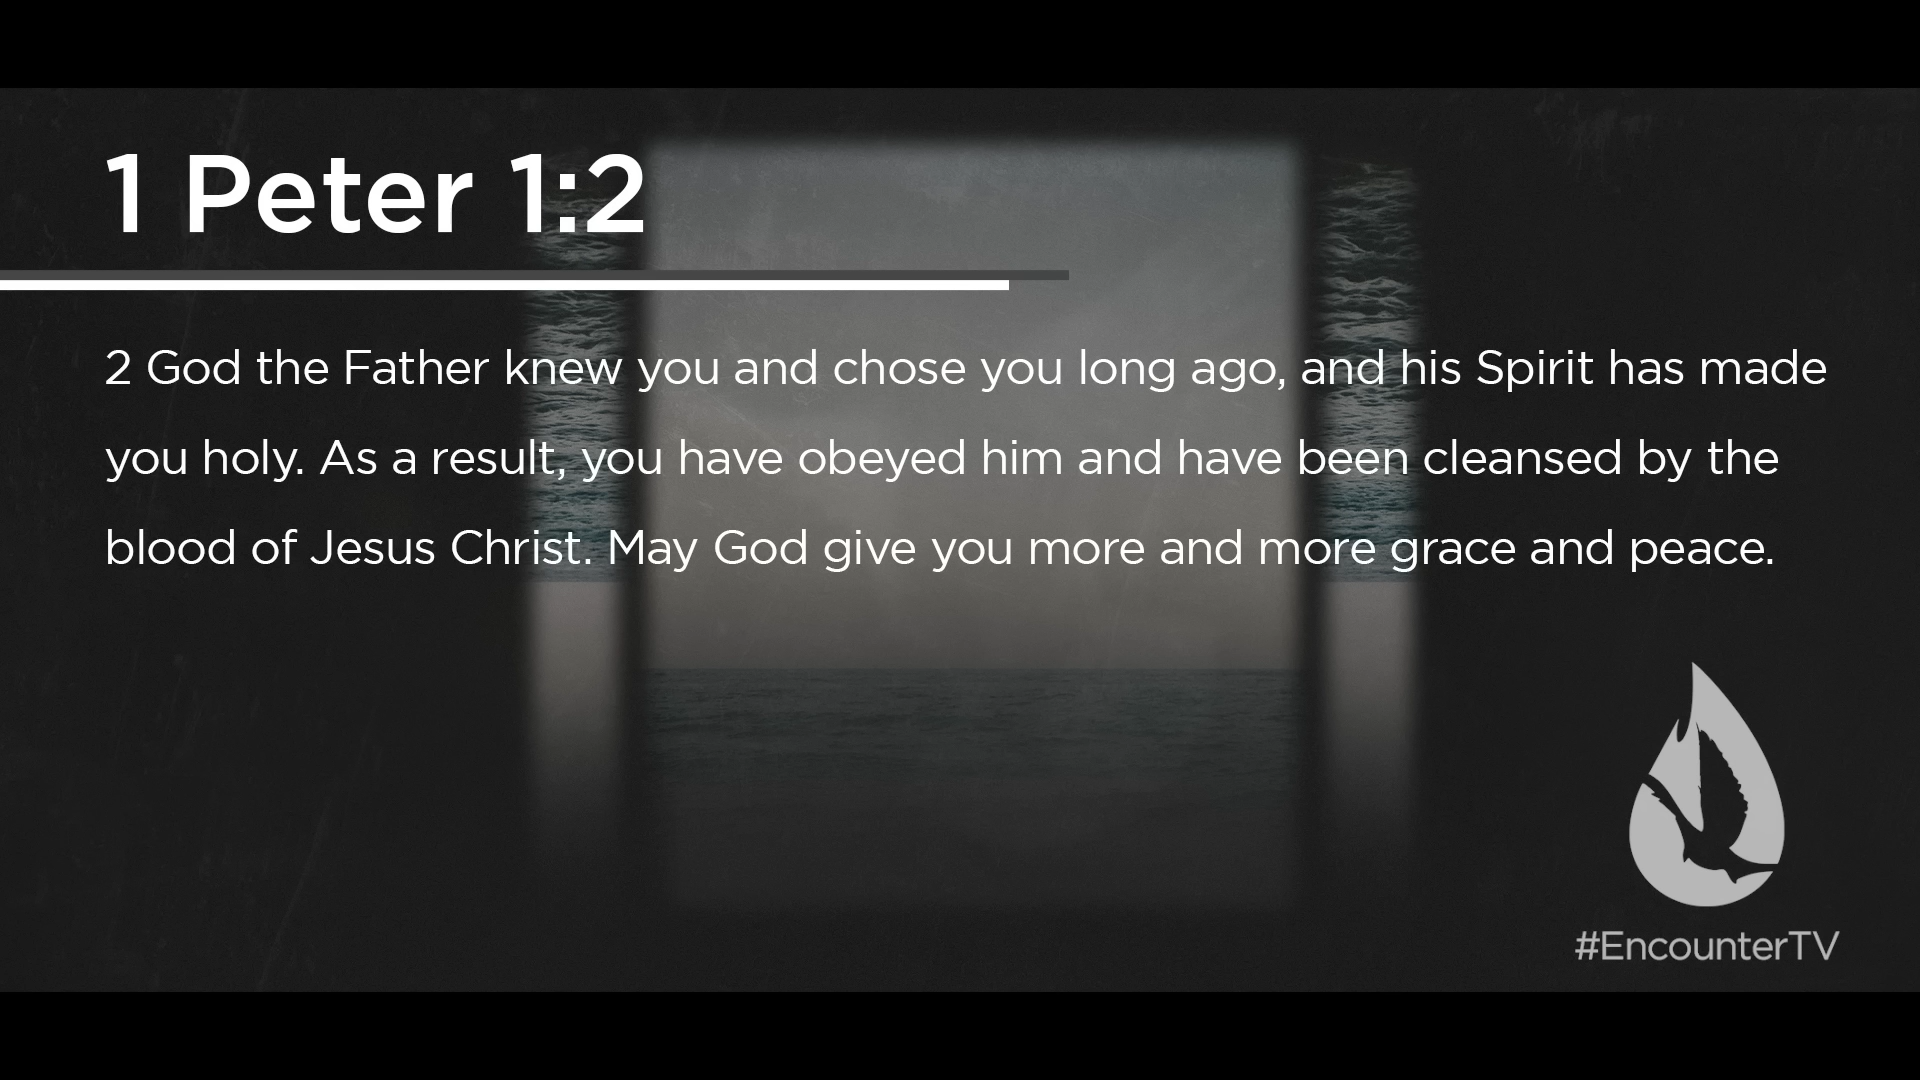 1 Peter 1:2
2 God the Father knew you and chose you long ago, and his Spirit has made
you holy. As a result, you have obeyed him and have been cleansed by the
blood of Jesus Christ. May God give you more and more grace and peace.
#EncounterTV